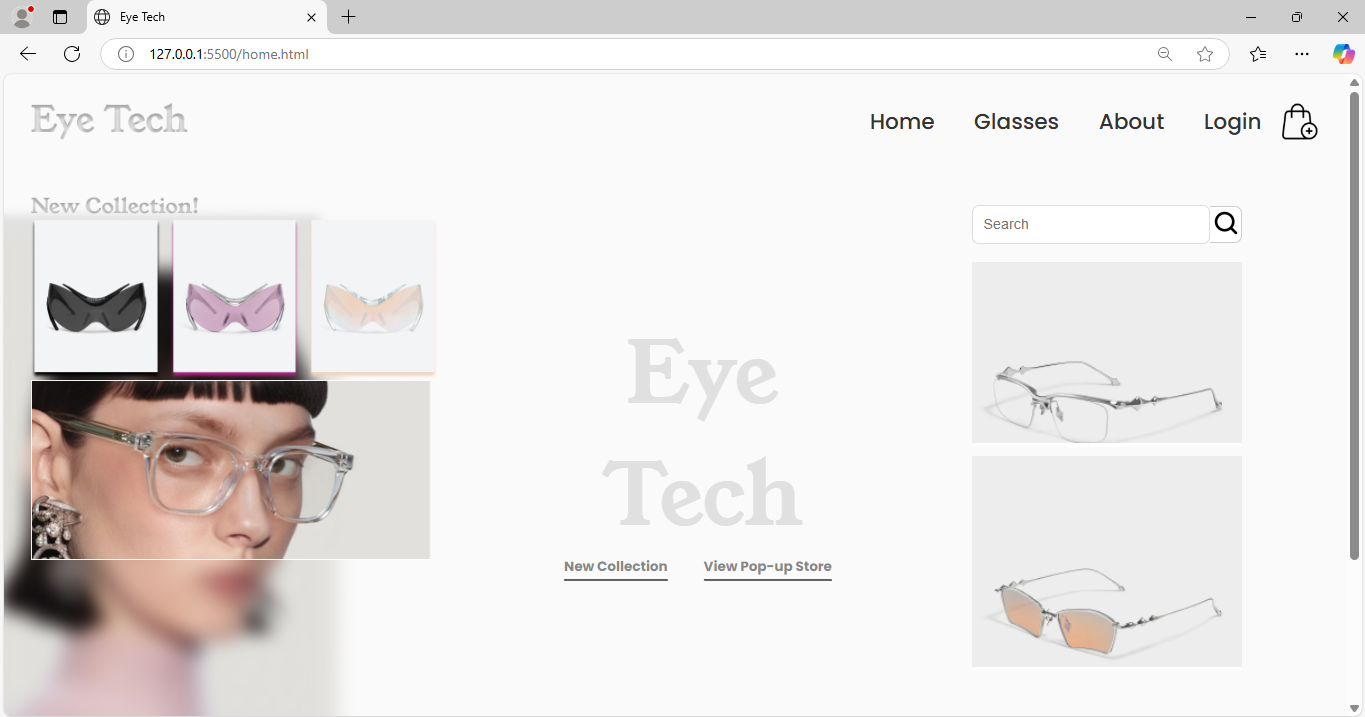 Eye Tech
127.0.0.1:5500/home.html
Eye Tech
Home Glasses About Login
New Collection!
Search
Eye
Tech
New Collection View Pop-up Store